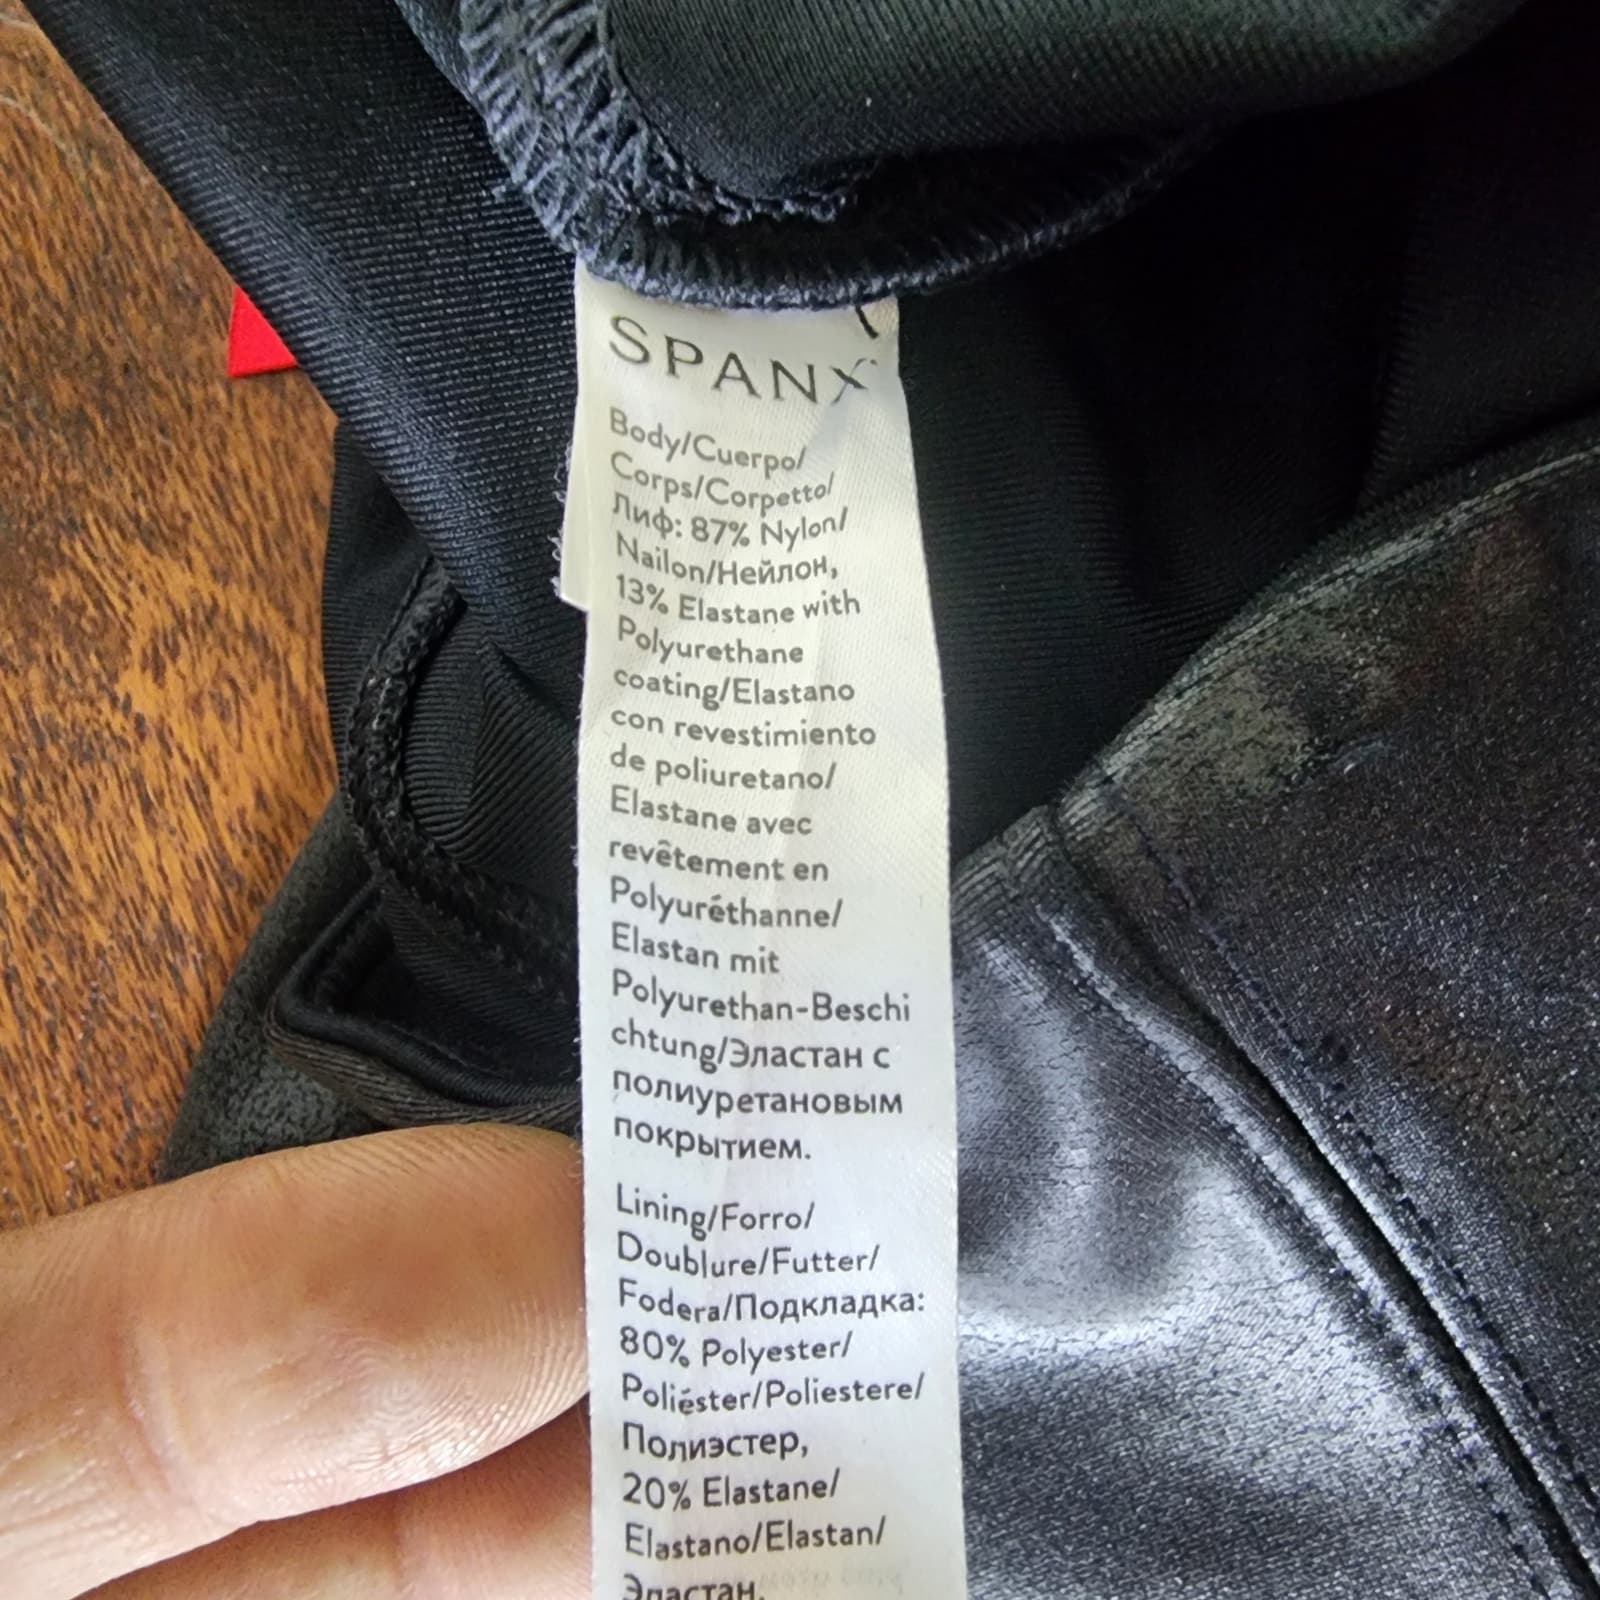 SPANX
Body/Cuerpo/
Corps/Corpetto/
Лиф: 87% Nylon/
Nailon/Нейлон,
13% Elastane with
Polyurethane
coating/Elastano
con revestimiento
de poliuretano/
Elastane avec
revêtement en
Polyuréthanne/
Elastan mit
Polyurethan-Beschi
chtung/Эластан с
полиуретановым
покрытием.
Lining/Forro/
Doublure/Futter/
Fodera/Подкладка:
80% Polyester/
Poliéster/Poliestere/
Полиэстер,
20% Elastane/
Elastano/Elastan/
Эластан.